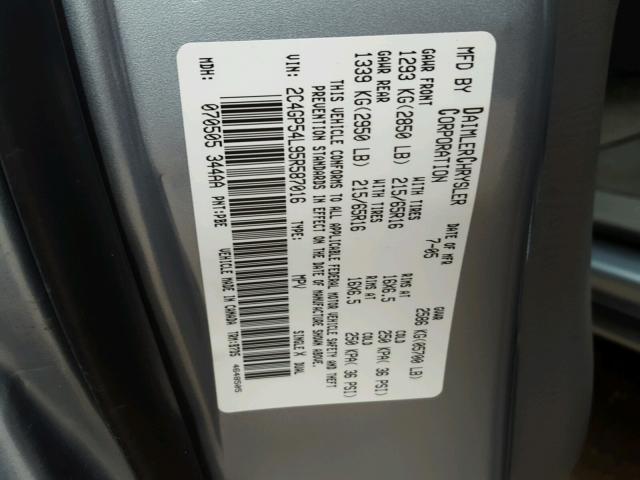 MFD BY DAIMLERCHRYSLER CORPORATION
DATE OF MFR 7-05
GVWR 2586 KG(05700 LB)
GAWR FRONT WITH TIRES RIMS AT COLD
1293 KG(2850 LB) 215/65R16 16X6.5 250 KPA( 36 PSI)
GAWR REAR WITH TIRES RIMS AT COLD
1339 KG(2950 LB) 215/65R16 16X6.5 250 KPA( 36 PSI)
THIS VEHICLE CONFORMS TO ALL APPLICABLE FEDERAL MOTOR VEHICLE SAFETY AND THEFT
PREVENTION STANDARDS IN EFFECT ON THE DATE OF MANUFACTURE SHOWN ABOVE.
VIN: 2C4GP54L95R587016 TYPE: MPV SINGLE X DUAL
MDH: 070505 344AA PNT:PDE VEHICLE MADE IN CANADA